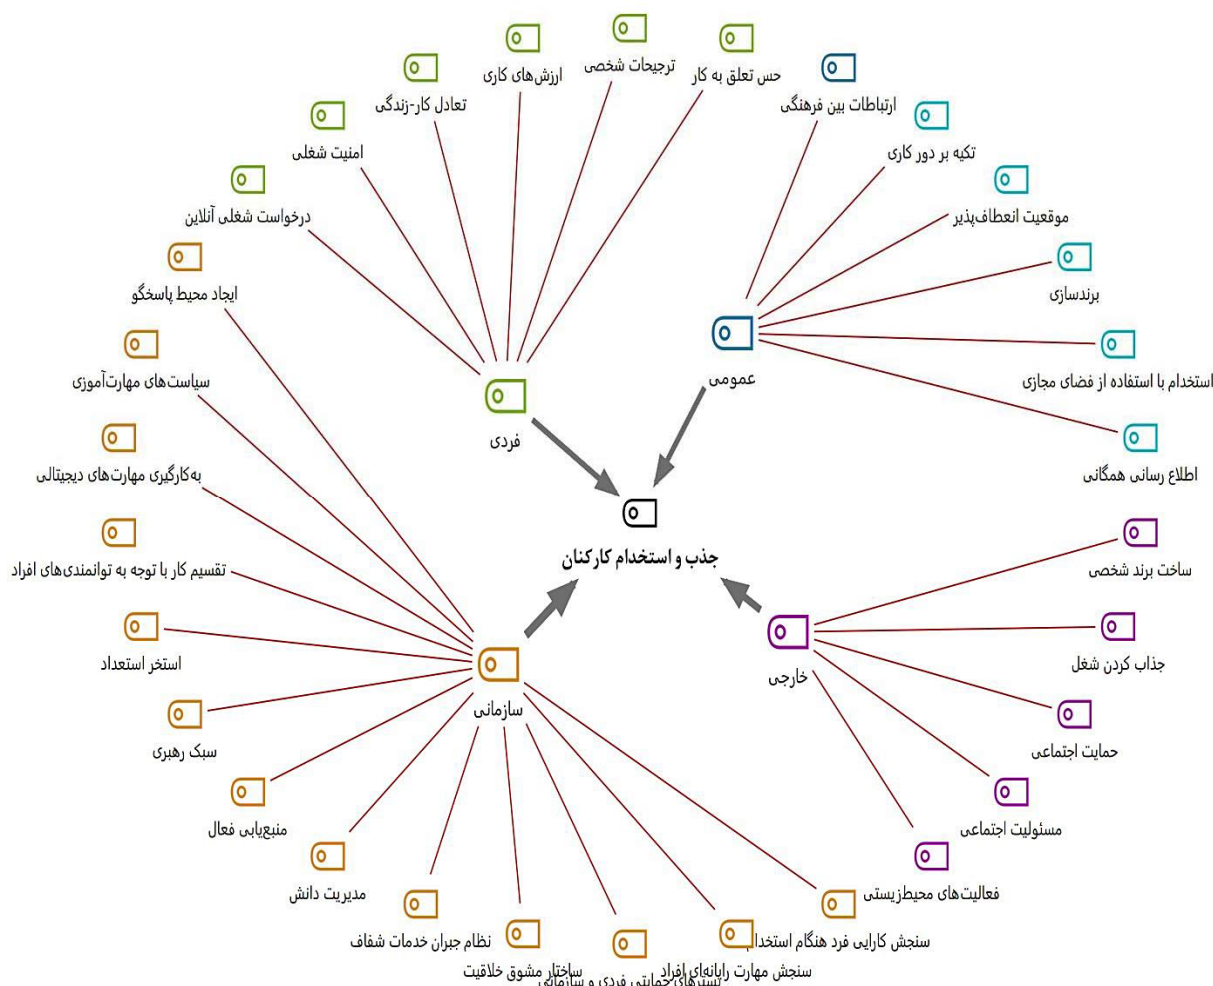 حس تعلق به کار
ترجیحات شخصی
ارزش‌های کاری
تعادل کار-زندگی
امنیت شغلی
درخواست شغلی آنلاین
ارتباطات بین فرهنگی
تکیه بر دور کاری
موقعیت انعطاف‌پذیر
برندسازی
استخدام با استفاده از فضای مجازی
اطلاع رسانی همگانی
عمومی
فردی
جذب و استخدام کارکنان
خارجی
سازمانی
ساخت برند شخصی
جذاب کردن شغل
حمایت اجتماعی
مسئولیت اجتماعی
فعالیت‌های محیط‌زیستی
ایجاد محیط پاسخگو
سیاست‌های مهارت‌آموزی
به‌کارگیری مهارت‌های دیجیتالی
تقسیم کار با توجه به توانمندی‌های افراد
استخر استعداد
سبک رهبری
منبع‌یابی فعال
مدیریت دانش
نظام جبران خدمات شفاف
ساختار مشوق خلاقیت
بسترهای حمایتی فردی و سازمانی
سنجش مهارت رایانه‌ای افراد
سنجش کارایی فرد هنگام استخدام